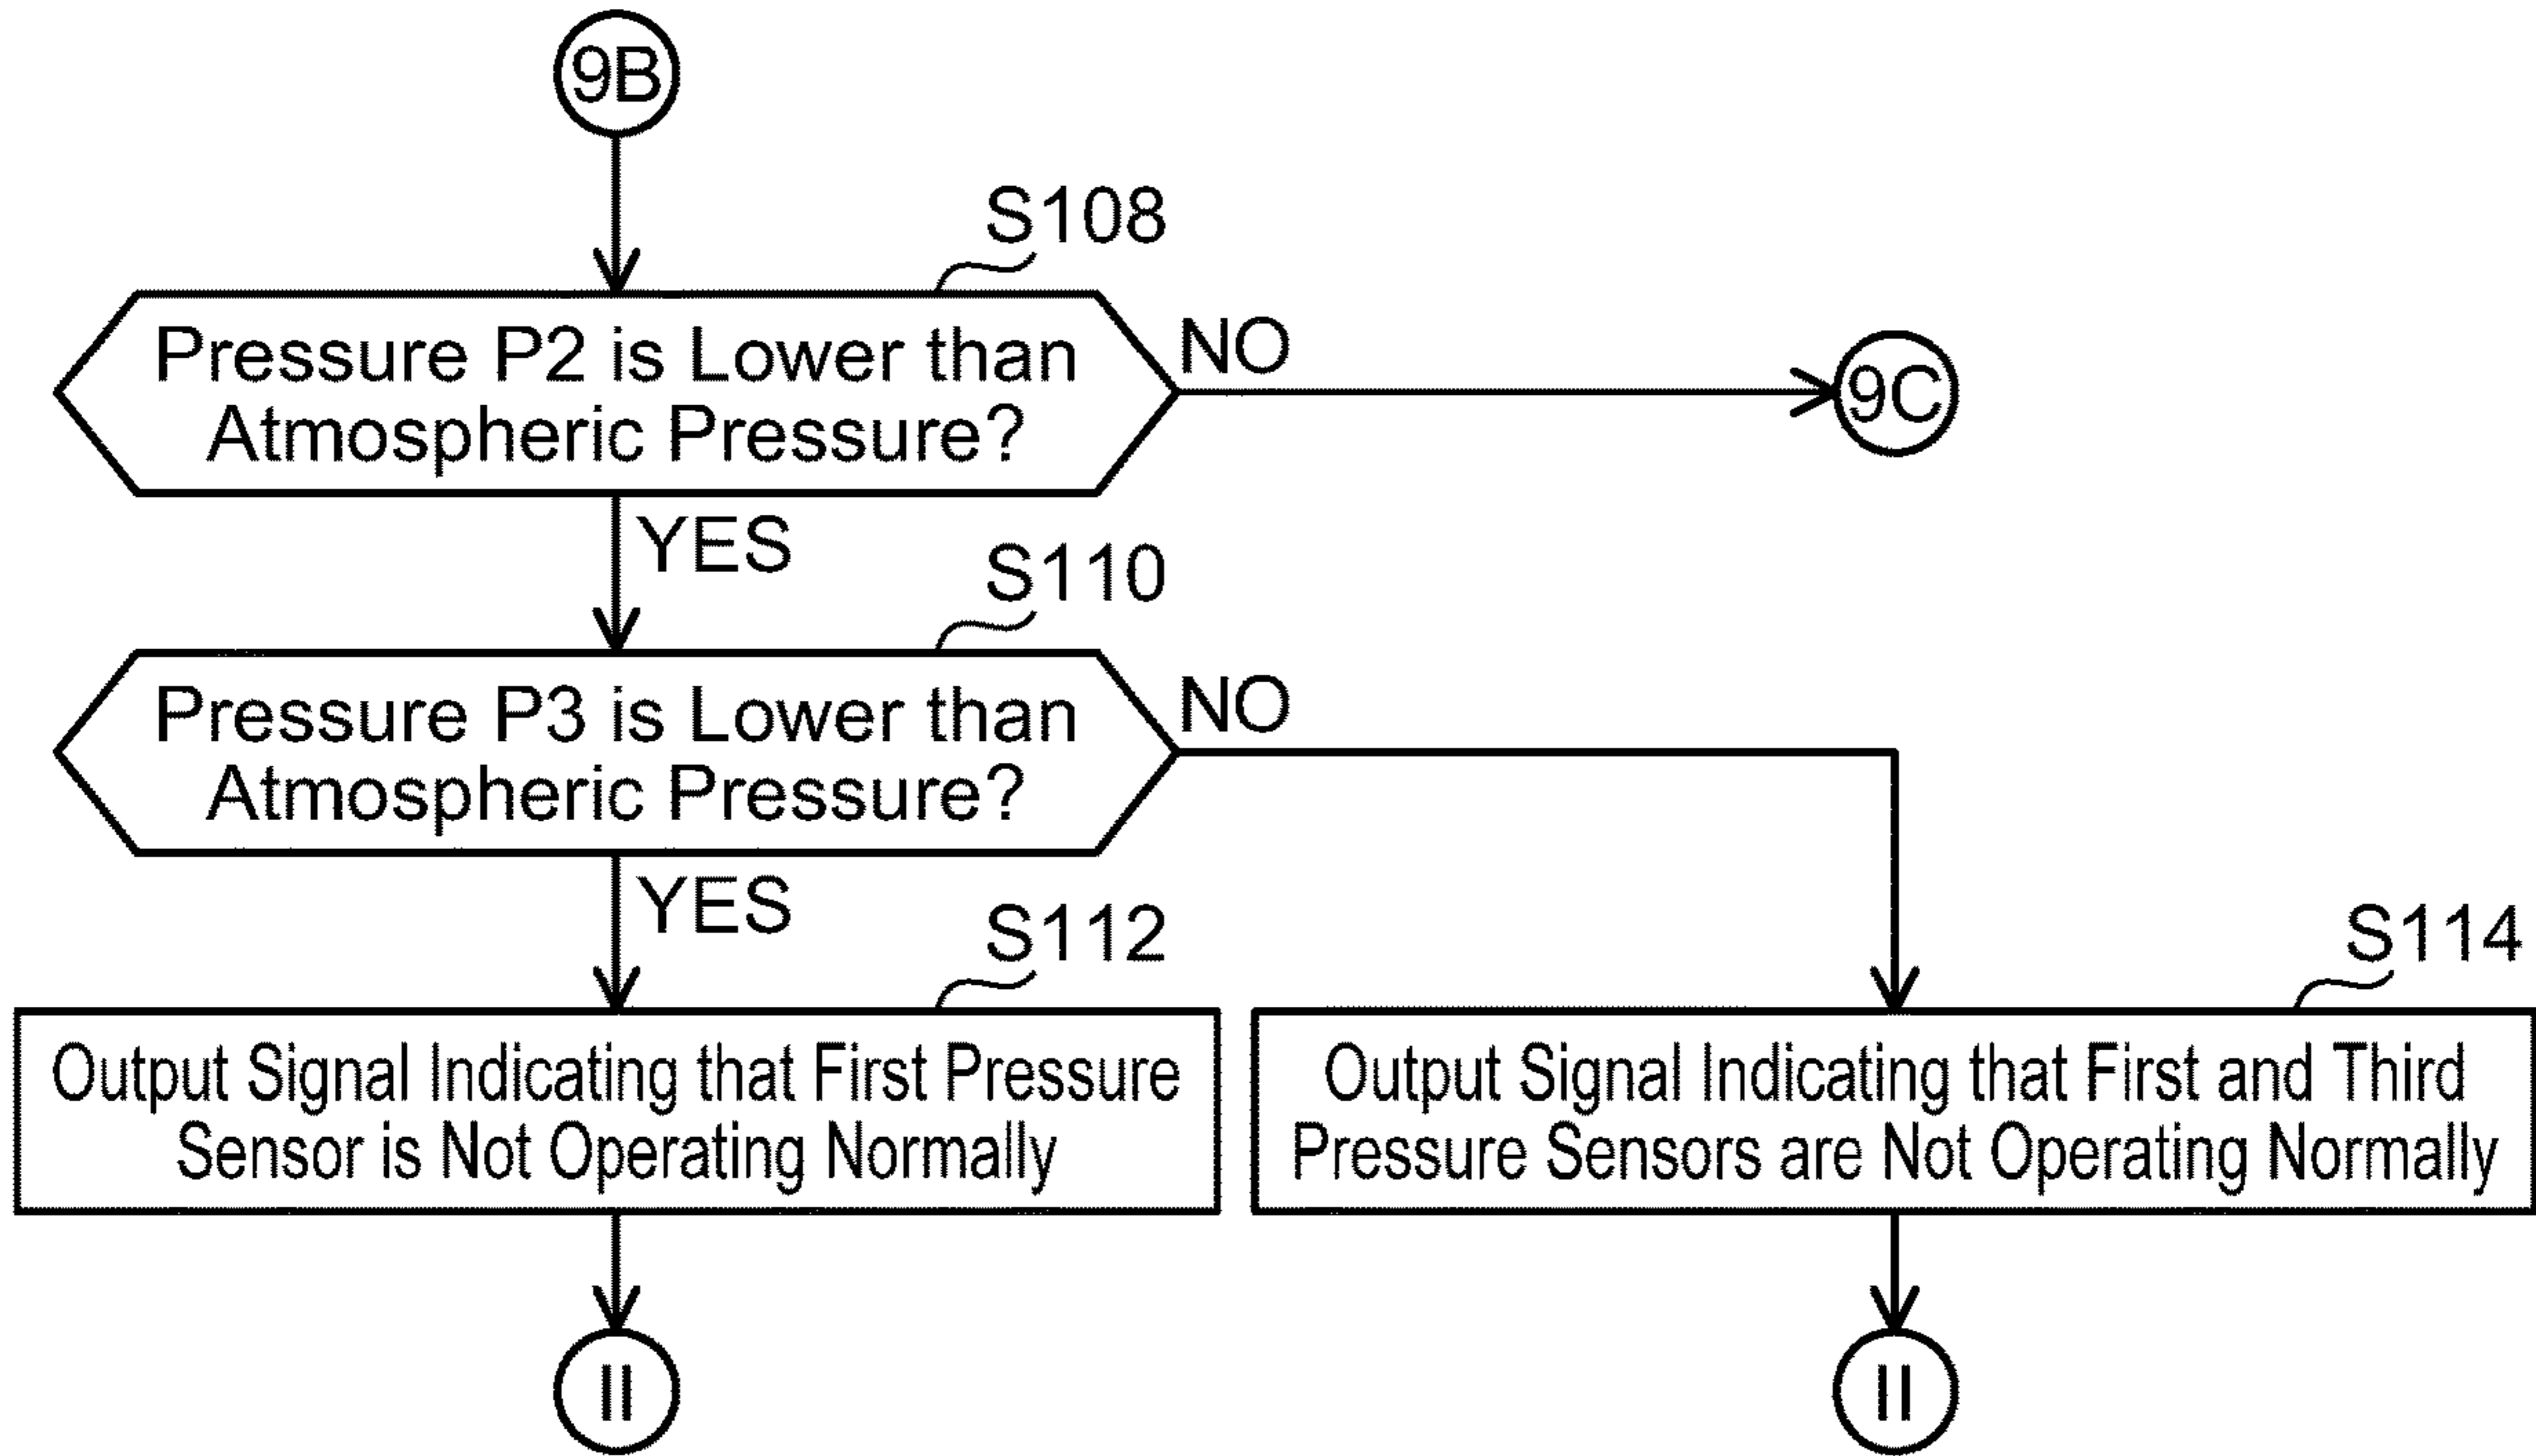 9B
S108
Pressure P2 is Lower than
Atmospheric Pressure?
NO
9C
YES
S110
Pressure P3 is Lower than
Atmospheric Pressure?
NO
YES
S112
Output Signal Indicating that First Pressure
Sensor is Not Operating Normally
S114
Output Signal Indicating that First and Third
Pressure Sensors are Not Operating Normally
II
II